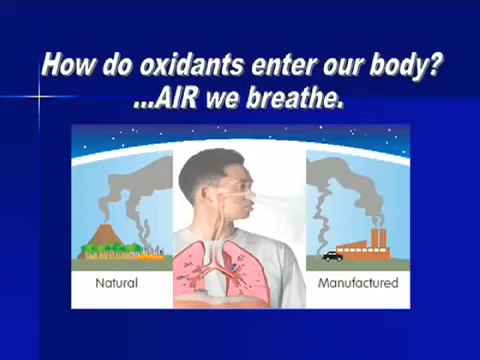 How do oxidants enter our body?
...AIR we breathe.
Natural
Manufactured